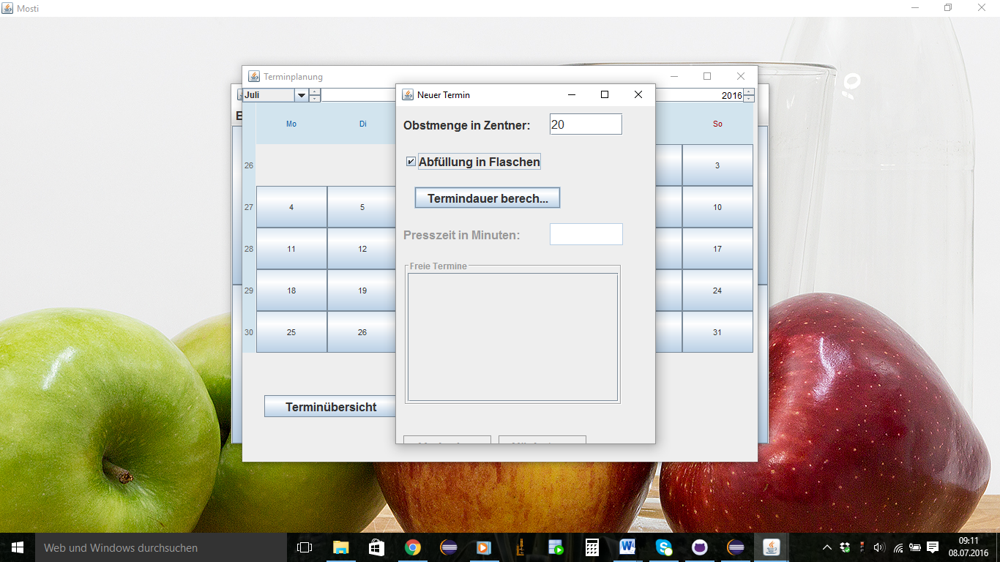 Mosti
Terminplanung
Juli
2016
Mo
Di
So
26
3
27
4
5
10
28
11
12
17
29
18
19
24
30
25
26
31
Terminübersicht
Neuer Termin
Obstmenge in Zentner:
20
Abfüllung in Flaschen
Termindauer berech...
Presszeit in Minuten:
Freie Termine
Web und Windows durchsuchen
09:11
08.07.2016